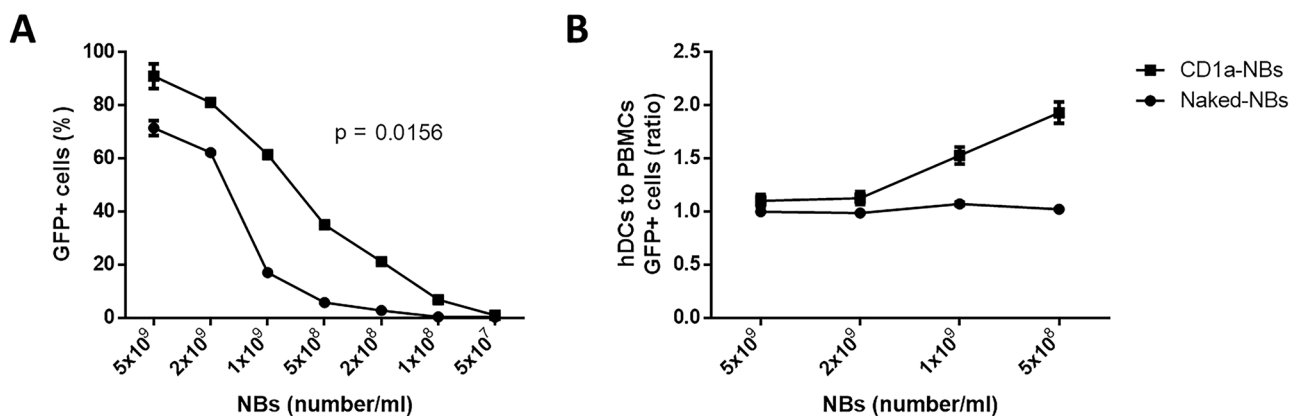 A
GFP+ cells (%)
100
80
60
40
20
0
p = 0.0156
5x10⁹
2x10⁹
1x10⁹
5x10⁸
2x10⁸
1x10⁸
5x10⁷
NBs (number/ml)
B
hDCs to PBMCs
GFP+ cells (ratio)
2.5
2.0
1.5
1.0
0.5
0.0
5x10⁹
2x10⁹
1x10⁹
5x10⁸
NBs (number/ml)
CD1a-NBs
Naked-NBs